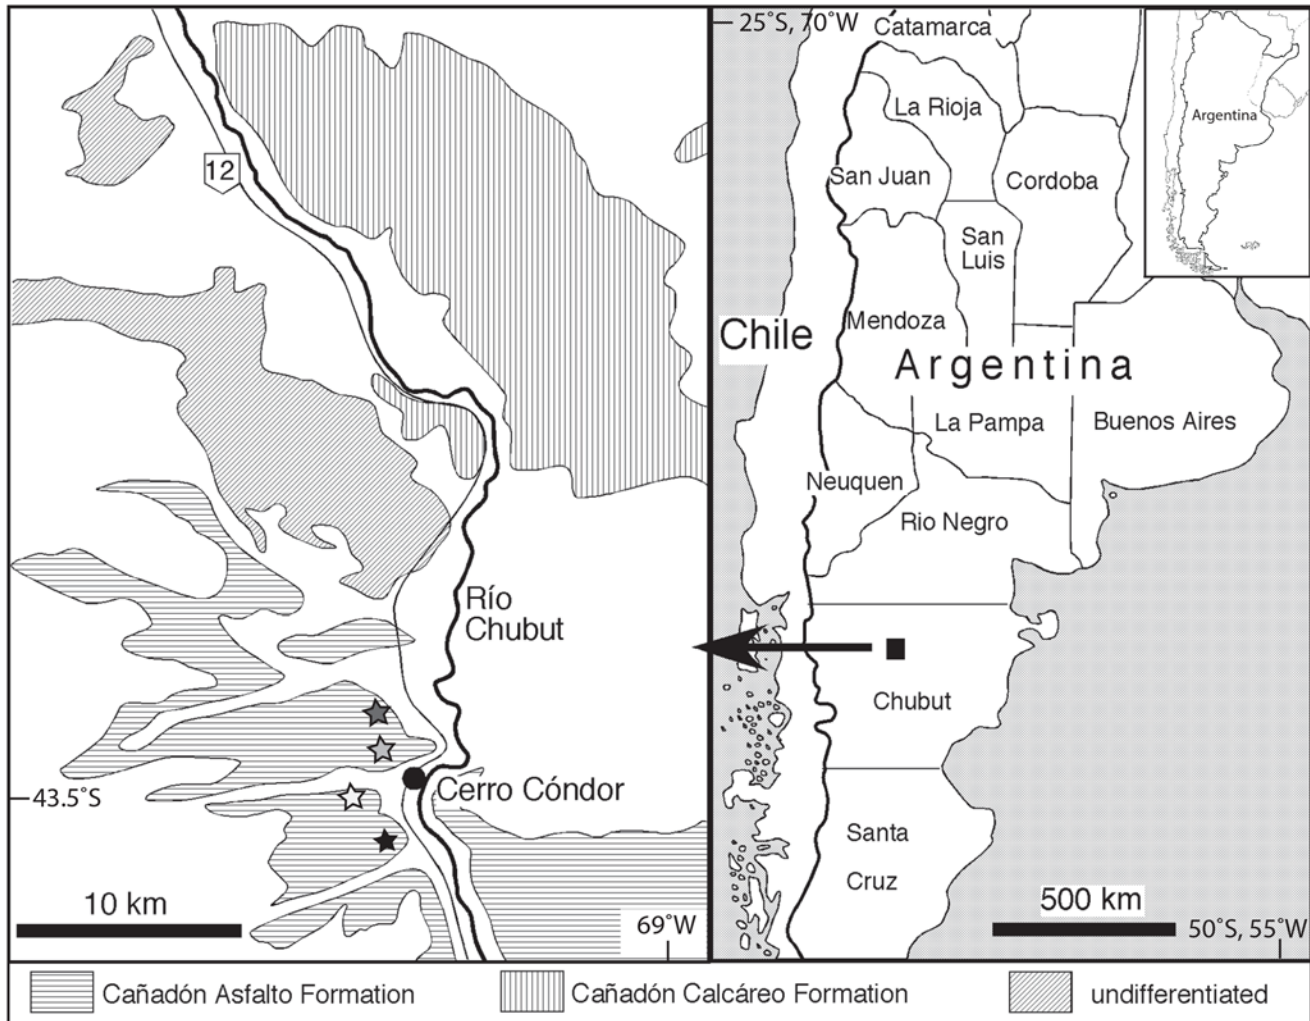 12
Río
Chubut
Cerro Cóndor
43.5°S
10 km
69°W
25°S, 70°W
Catamarca
La Rioja
San Juan
Cordoba
San
Luis
Mendoza
Chile
Argentina
La Pampa
Buenos Aires
Neuquen
Rio Negro
Chubut
Santa
Cruz
500 km
50°S, 55°W
Argentina
Cañadón Asfalto Formation
Cañadón Calcáreo Formation
undifferentiated